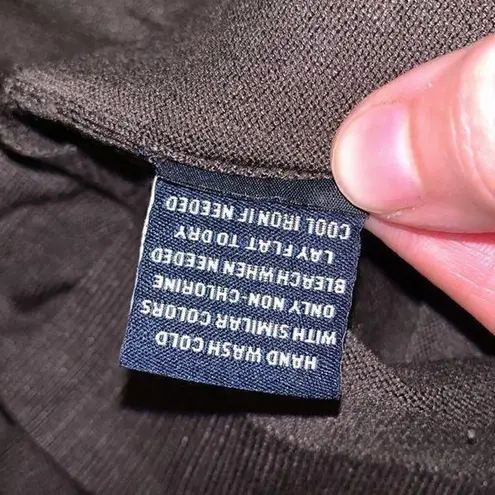 HAND WASH COLD
WITH SIMILAR COLORS
ONLY NON-CHLORINE
BLEACH WHEN NEEDED
LAY FLAT TO DRY
COOL IRON IF NEEDED